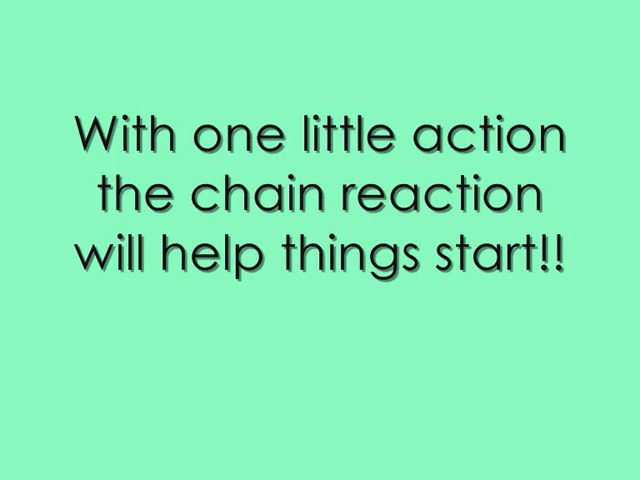 With one little action
the chain reaction
will help things start!!